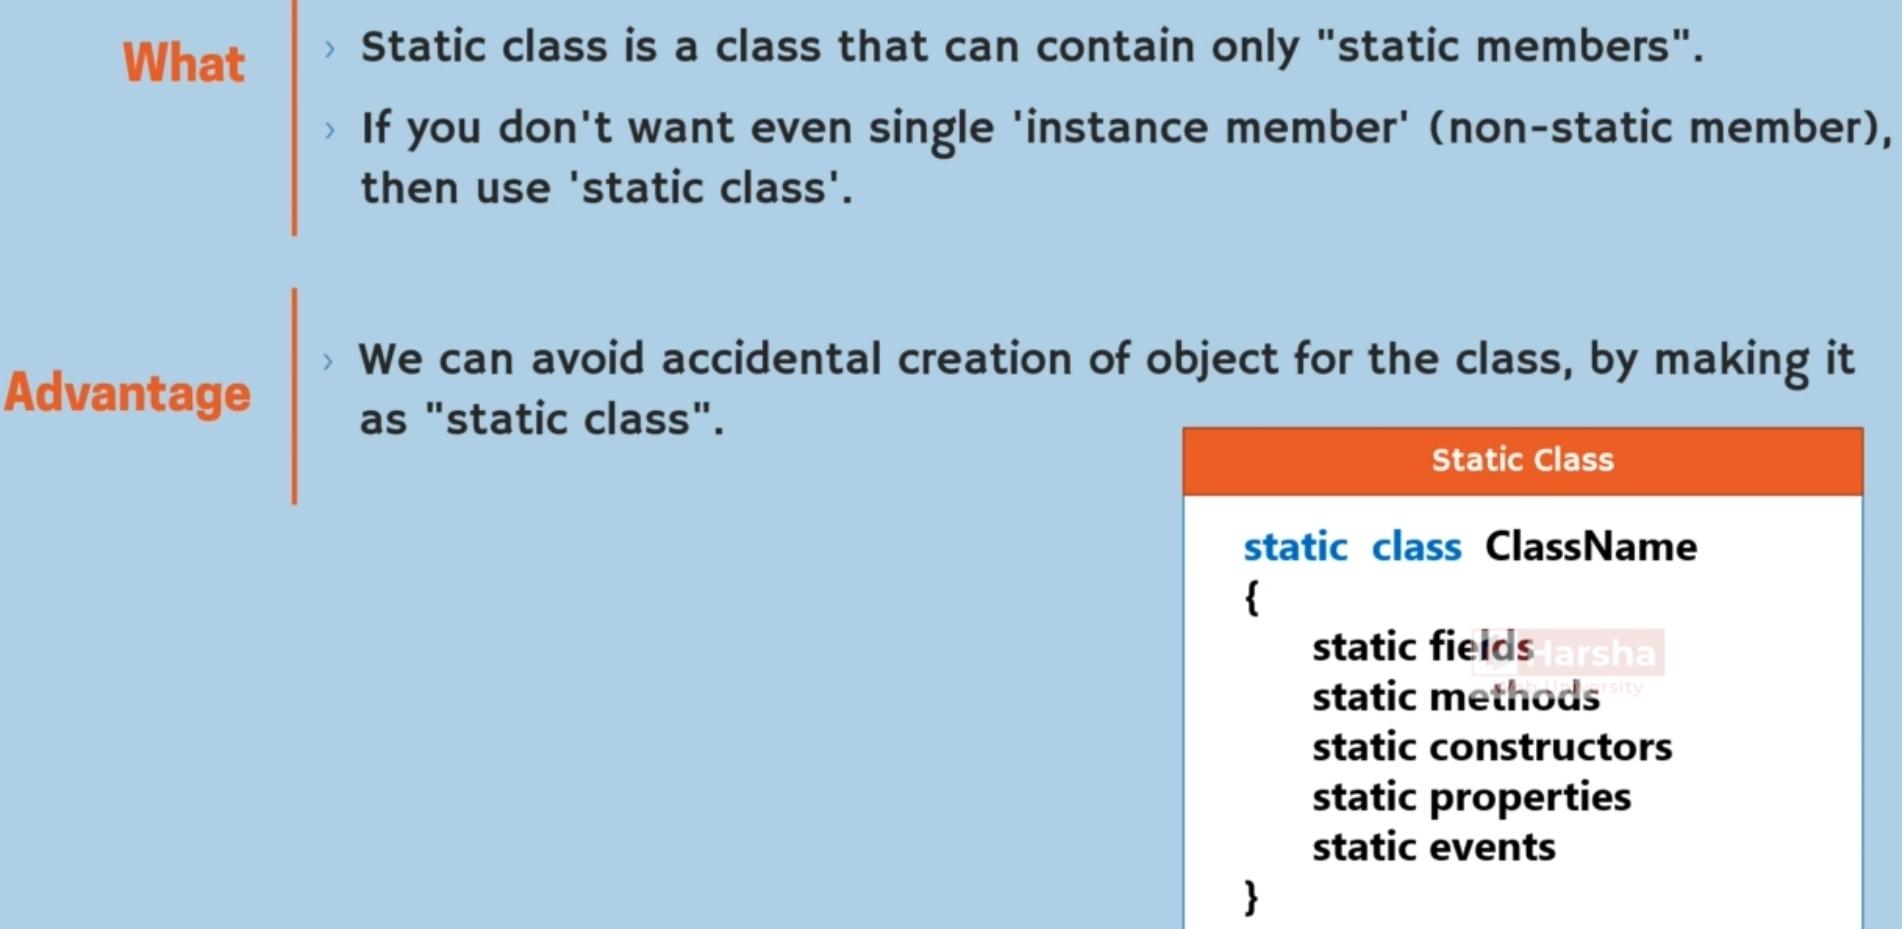 What
› Static class is a class that can contain only "static members".
› If you don't want even single 'instance member' (non-static member),
then use 'static class'.
Advantage
› We can avoid accidental creation of object for the class, by making it
as "static class".
Static Class
static class ClassName
{
static fields
Harsha
static methods
Web University
static constructors
static properties
static events
}